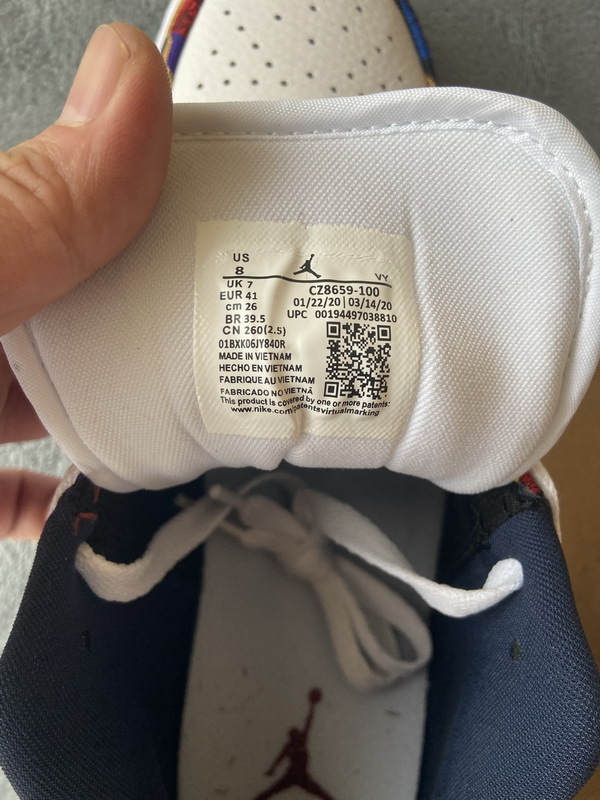 US
8
VY
UK 7
CZ8659-100
EUR 41
01/22/20 | 03/14/20
cm 26
UPC 00194497038810
BR 39.5
CN 260(2.5)
01BXK06JY840R
MADE IN VIETNAM
HECHO EN VIETNAM
FABRIQUE AU VIETNAM
FABRICADO NO VIETNÃ
This product is covered by one or more patents:
www.nike.com/patentsvirtualmarking